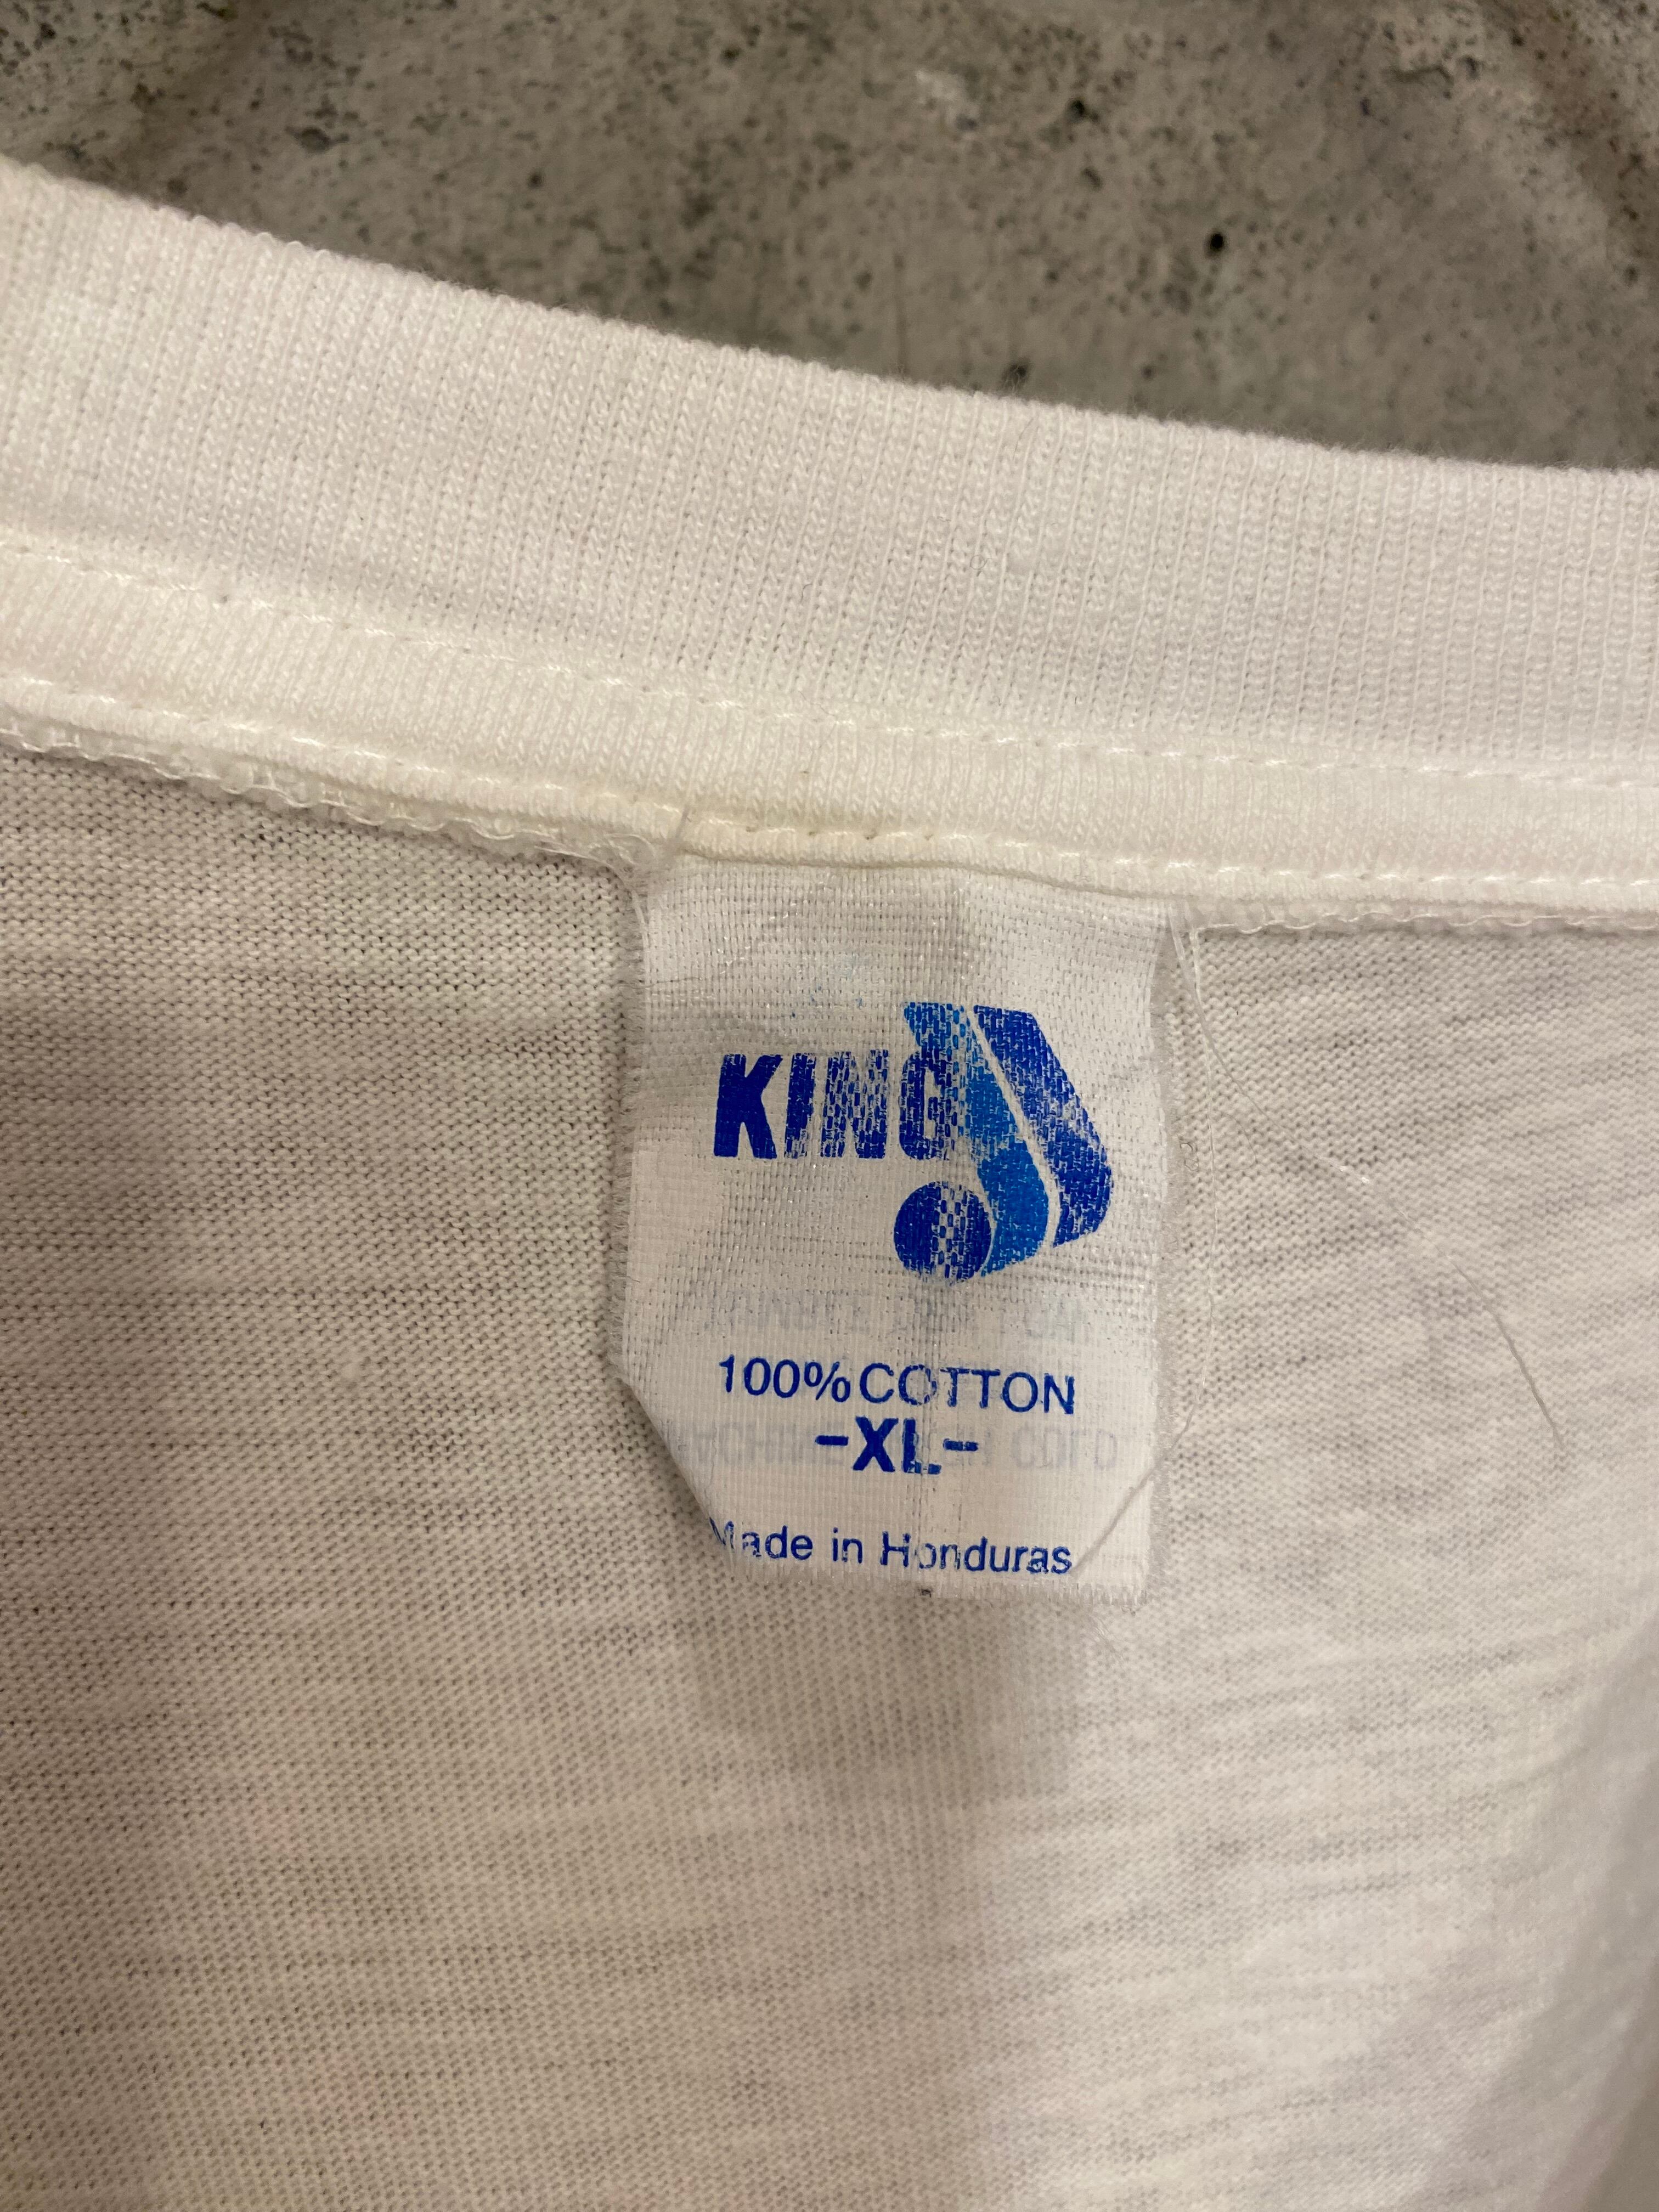 KING
100% COTTON
-XL-
Made in Honduras